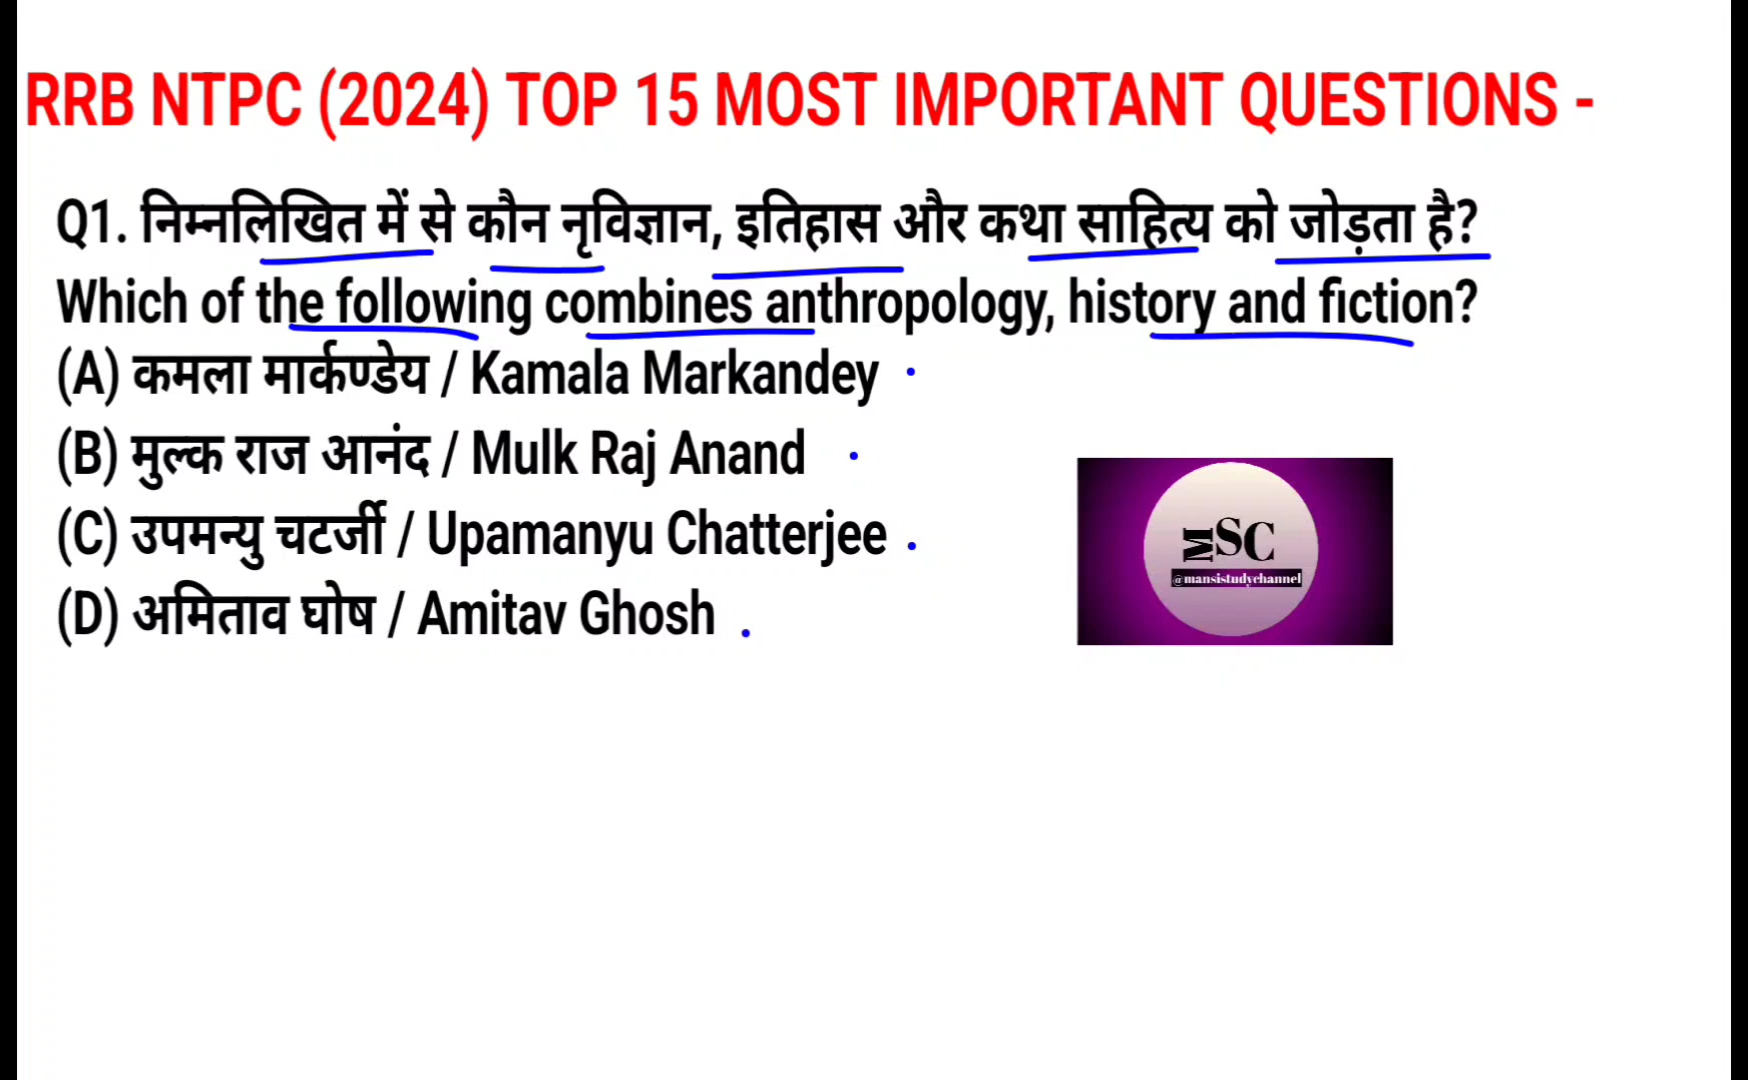 RRB NTPC (2024) TOP 15 MOST IMPORTANT QUESTIONS -
Q1. निम्नलिखित में से कौन नृविज्ञान, इतिहास और कथा साहित्य को जोड़ता है?
Which of the following combines anthropology, history and fiction?
(A) कमला मार्कण्डेय / Kamala Markandey
(B) मुल्क राज आनंद / Mulk Raj Anand
(C) उपमन्यु चटर्जी / Upamanyu Chatterjee
(D) अमिताव घोष / Amitav Ghosh
MSC
@mansistudychannel